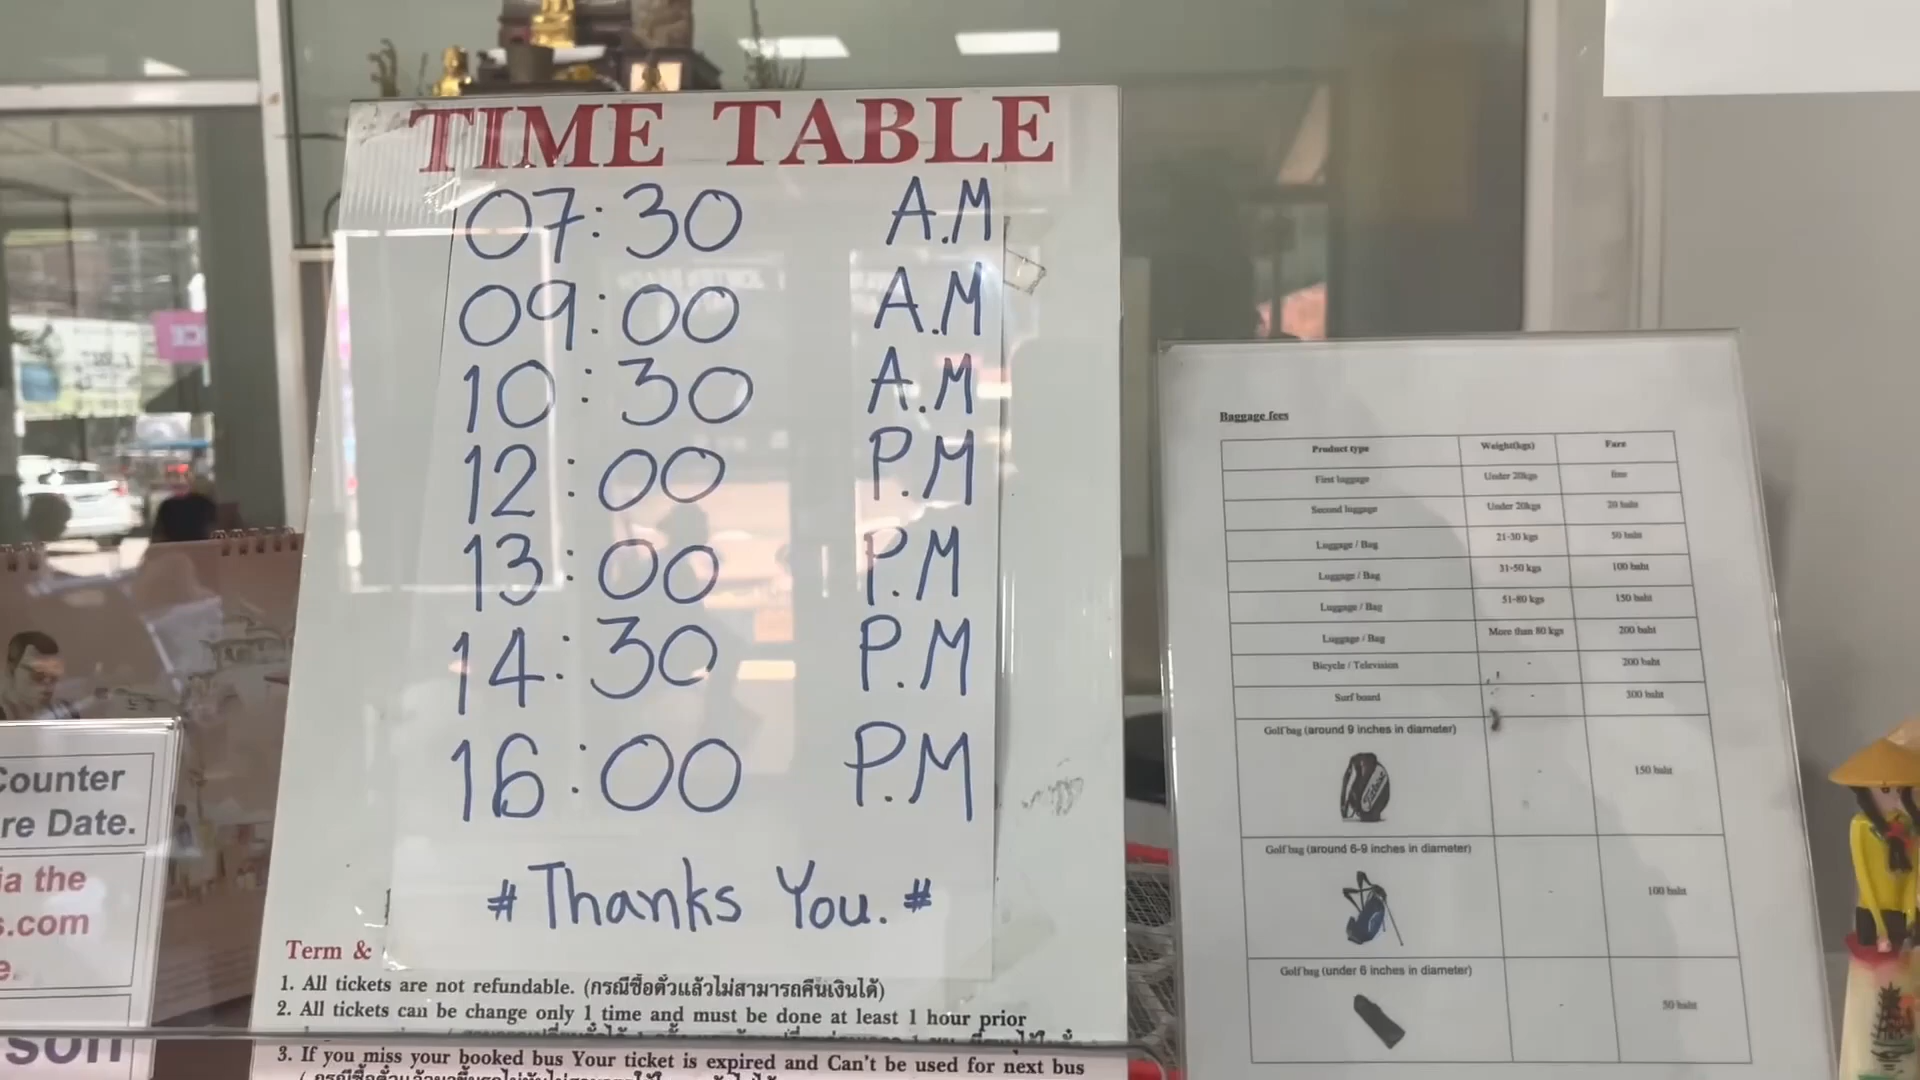 TIME TABLE
07:30 A.M
09:00 A.M
10:30 A.M
12:00 P.M
13:00 P.M
14:30 P.M
16:00 P.M
# Thanks You. #
Term &
1. All tickets are not refundable. (กรณีซื้อตั๋วแล้วไม่สามารถคืนเงินได้)
2. All tickets can be change only 1 time and must be done at least 1 hour prior
3. If you miss your booked bus Your ticket is expired and Can't be used for next bus
Counter
re Date.
ia the
s.com
e.
son
Baggage fees
Product type Weight(kgs) Fare
First luggage Under 20kgs free
Second luggage Under 20kgs 20 baht
Luggage / Bag 21-30 kgs 50 baht
Luggage / Bag 31-50 kgs 100 baht
Luggage / Bag 51-80 kgs 150 baht
Luggage / Bag More than 80 kgs 200 baht
Bicycle / Television - 200 baht
Surf board - 300 baht
Golf bag (around 9 inches in diameter) - 150 baht
Golf bag (around 6-9 inches in diameter) - 100 baht
Golf bag (under 6 inches in diameter) - 50 baht